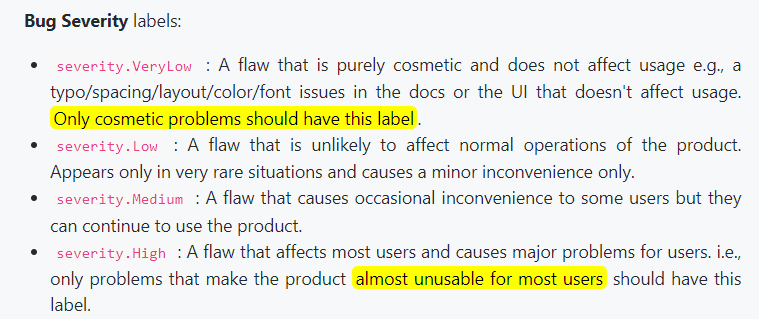 Bug Severity labels:
severity.VeryLow : A flaw that is purely cosmetic and does not affect usage e.g., a
typo/spacing/layout/color/font issues in the docs or the UI that doesn't affect usage.
Only cosmetic problems should have this label.
severity.Low : A flaw that is unlikely to affect normal operations of the product.
Appears only in very rare situations and causes a minor inconvenience only.
severity.Medium : A flaw that causes occasional inconvenience to some users but they
can continue to use the product.
severity.High : A flaw that affects most users and causes major problems for users. i.e.,
only problems that make the product almost unusable for most users should have this
label.